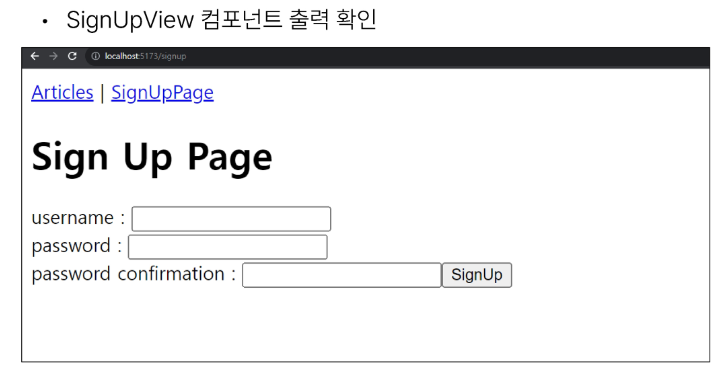 • SignUpView 컴포넌트 출력 확인
localhost:5173/signup
Articles | SignUpPage
Sign Up Page
username :
password :
password confirmation : SignUp